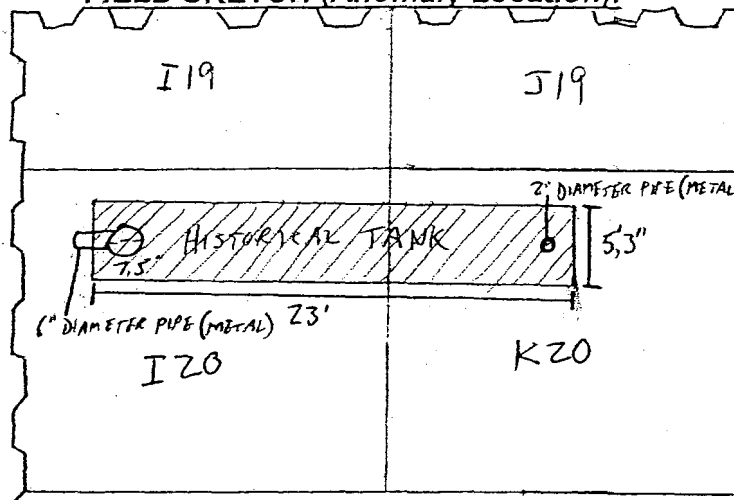 FIELD SKETCH (Anomaly Location):
I19
J19
2" DIAMETER PIPE (METAL)
HISTORICAL TANK
7.5"
5'3"
6" DIAMETER PIPE (METAL)
23'
I20
K20